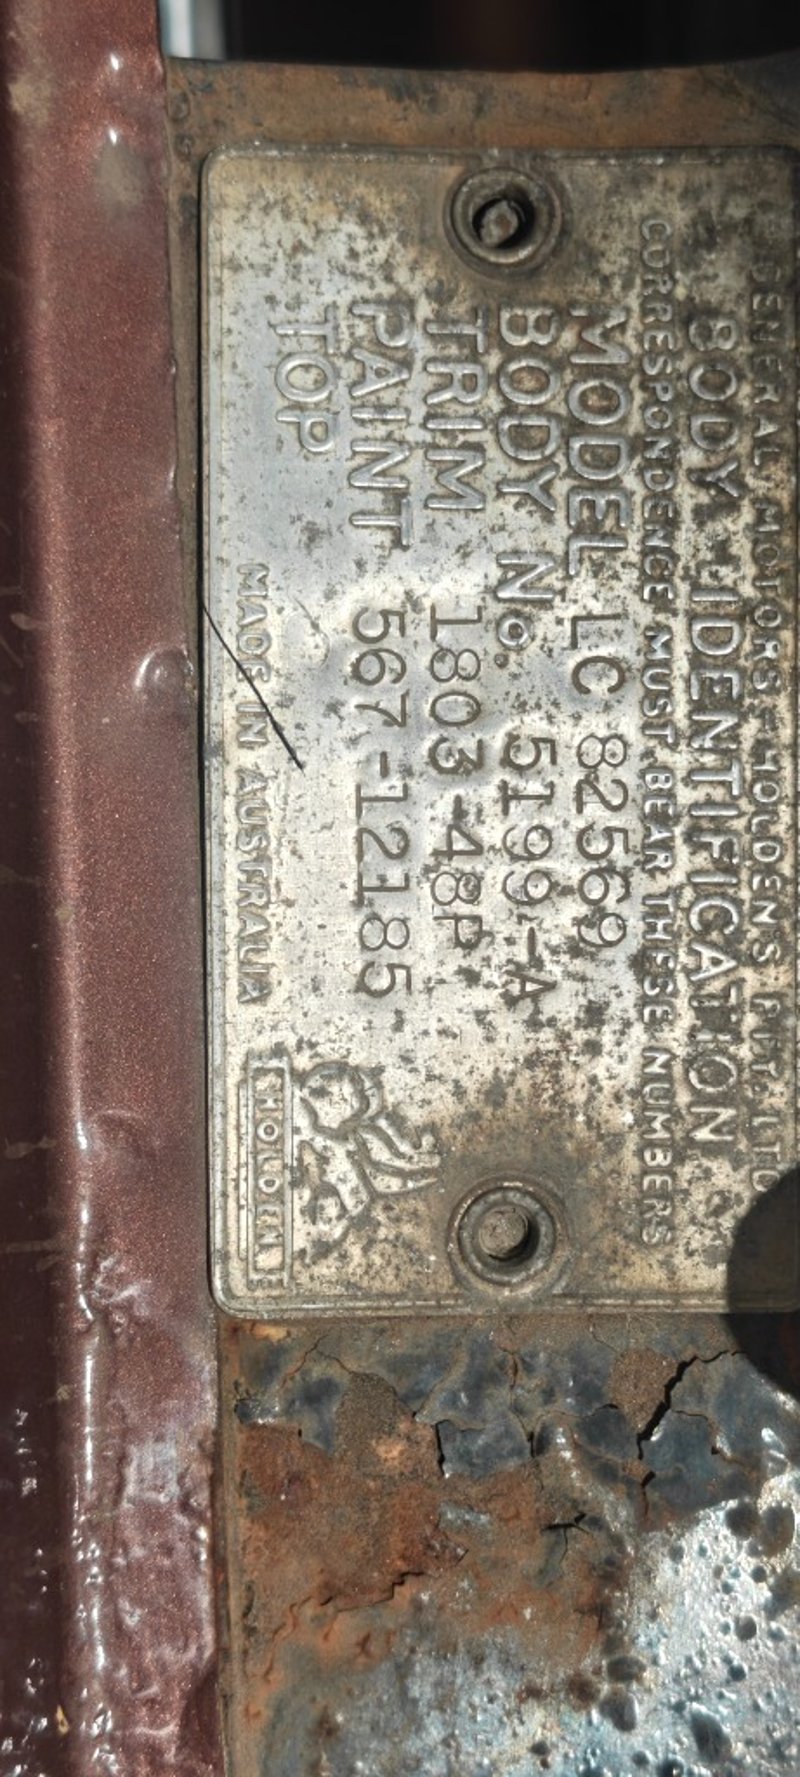 GENERAL MOTORS-HOLDEN'S PTY. LTD
BODY IDENTIFICATION
CORRESPONDENCE MUST BEAR THESE NUMBERS
MODEL LC 82569
BODY No. 5199-A
TRIM 1803-48P
PAINT 567-12185
TOP
MADE IN AUSTRALIA
HOLDEN